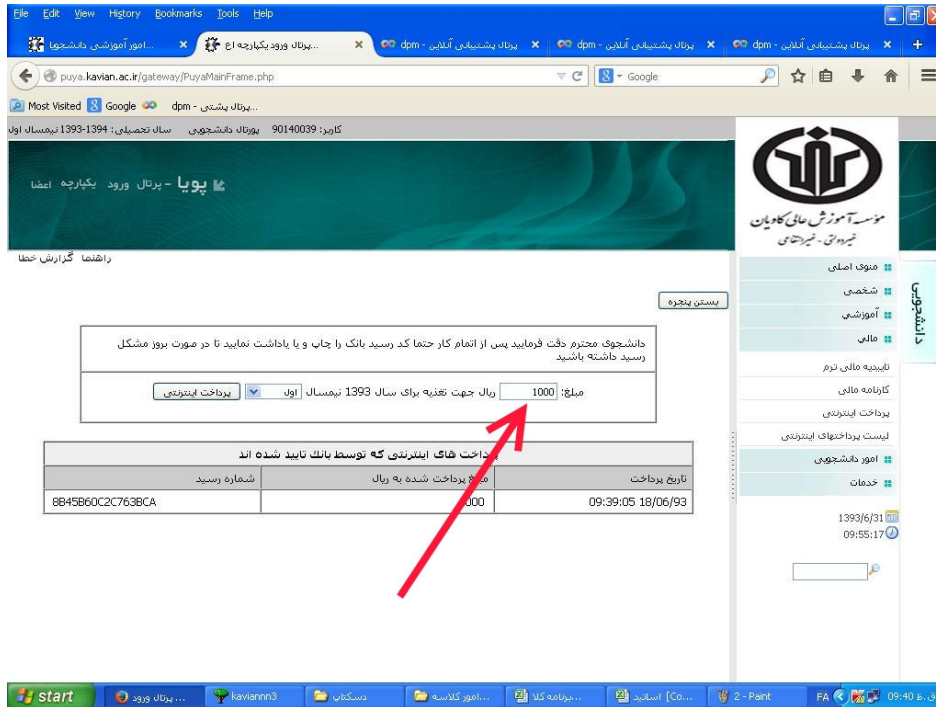 File Edit View History Bookmarks Tools Help
امور آموزشی دانشجویا...
پرتال ورود یکپارچه اع...
پرتال پشتیبانی آنلاین - dpm
پرتال پشتیبانی آنلاین - dpm
پرتال پشتیبانی آنلاین - dpm
puya.kavian.ac.ir/gateway/PuyaMainFrame.php
Google
Most Visited Google پرتال پشتی - dpm...
کاربر: 90140039 پورتال دانشجویی سال تحصیلی: 1394-1393 نیمسال اول
پویا - پرتال ورود یکپارچه اعضا
موسسه آموزش عالی کاویان
غیردولتی - غیرانتفاعی
راهنما گزارش خطا
دانشجویی
منوی اصلی
شخصی
آموزشی
مالی
تاییدیه مالی ترم
کارنامه مالی
پرداخت اینترنتی
لیست پرداختهای اینترنتی
امور دانشجویی
خدمات
1393/6/31
09:55:17
بستن پنجره
دانشجوی محترم دقت فرمایید پس از اتمام کار حتما کد رسید بانک را چاپ و یا یاداشت نمایید تا در صورت بروز مشکل
رسید داشته باشید
مبلغ: 1000 ریال جهت تغذیه برای سال 1393 نیمسال اول پرداخت اینترنتی
پرداخت های اینترنتی که توسط بانك تایید شده اند
تاریخ پرداخت مبلغ پرداخت شده به ریال شماره رسید
09:39:05 18/06/93 1000 8B45B60C2C763BCA
start
پرتال ورود ...
kaviannn3
دسکتاپ
امور کلاسه...
برنامه کلا...
اساتید [Co...
2 - Paint
FA
09:40 ق.ظ